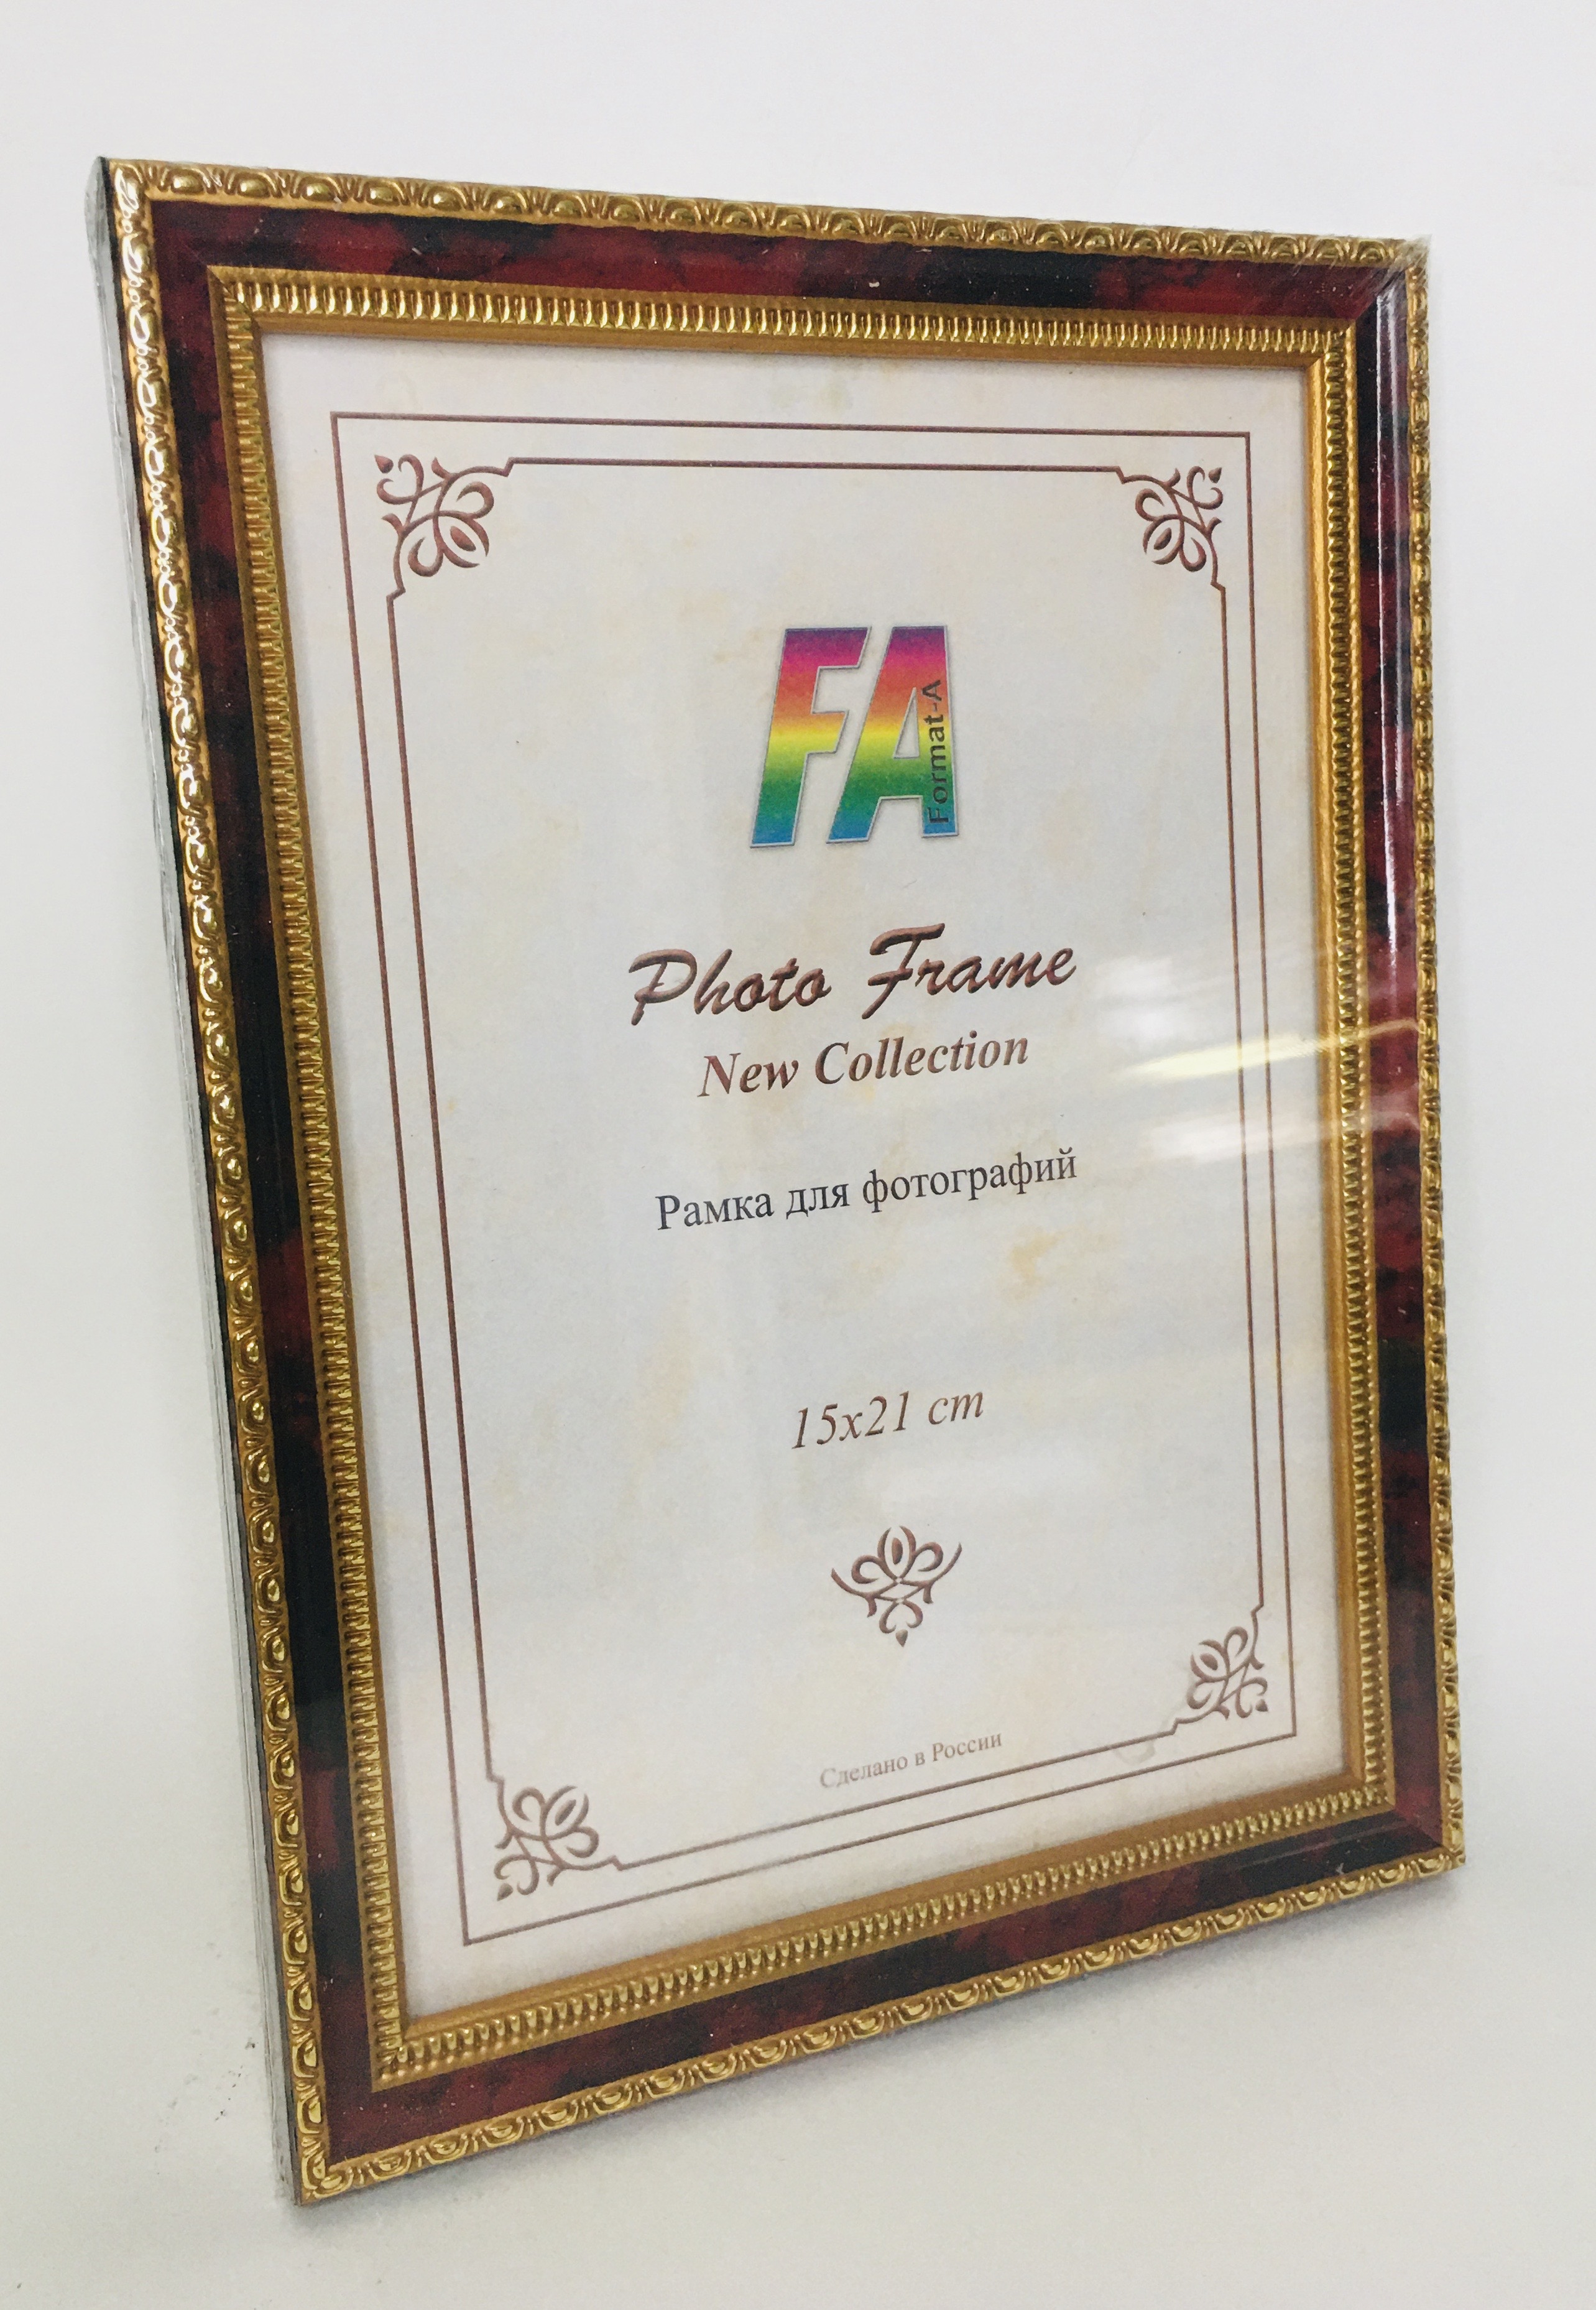 FA
Format-A
Photo Frame
New Collection
Рамка для фотографий
15x21 cm
Сделано в России